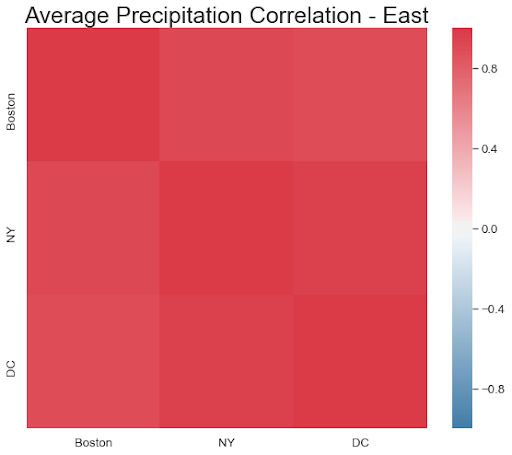 Average Precipitation Correlation - East
Boston
NY
DC
Boston NY DC
0.8
0.4
0.0
−0.4
−0.8